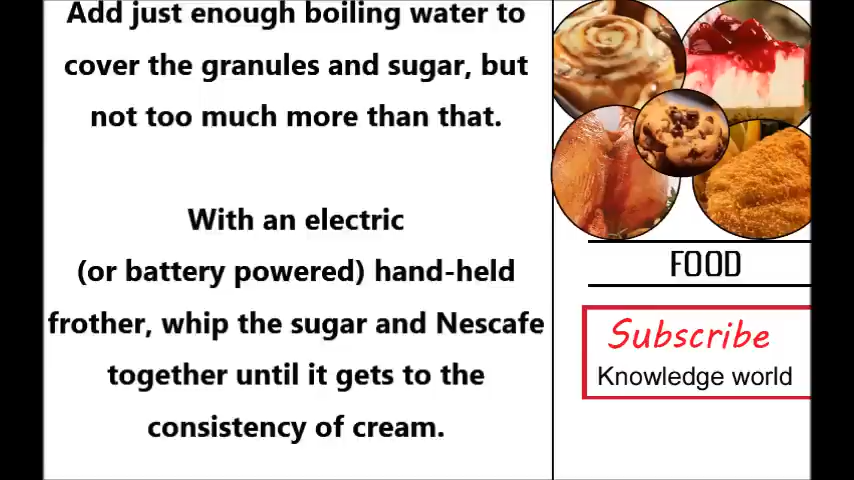 Add just enough boiling water to
cover the granules and sugar, but
not too much more than that.
With an electric
(or battery powered) hand-held
frother, whip the sugar and Nescafe
together until it gets to the
consistency of cream.
FOOD
Subscribe
Knowledge world